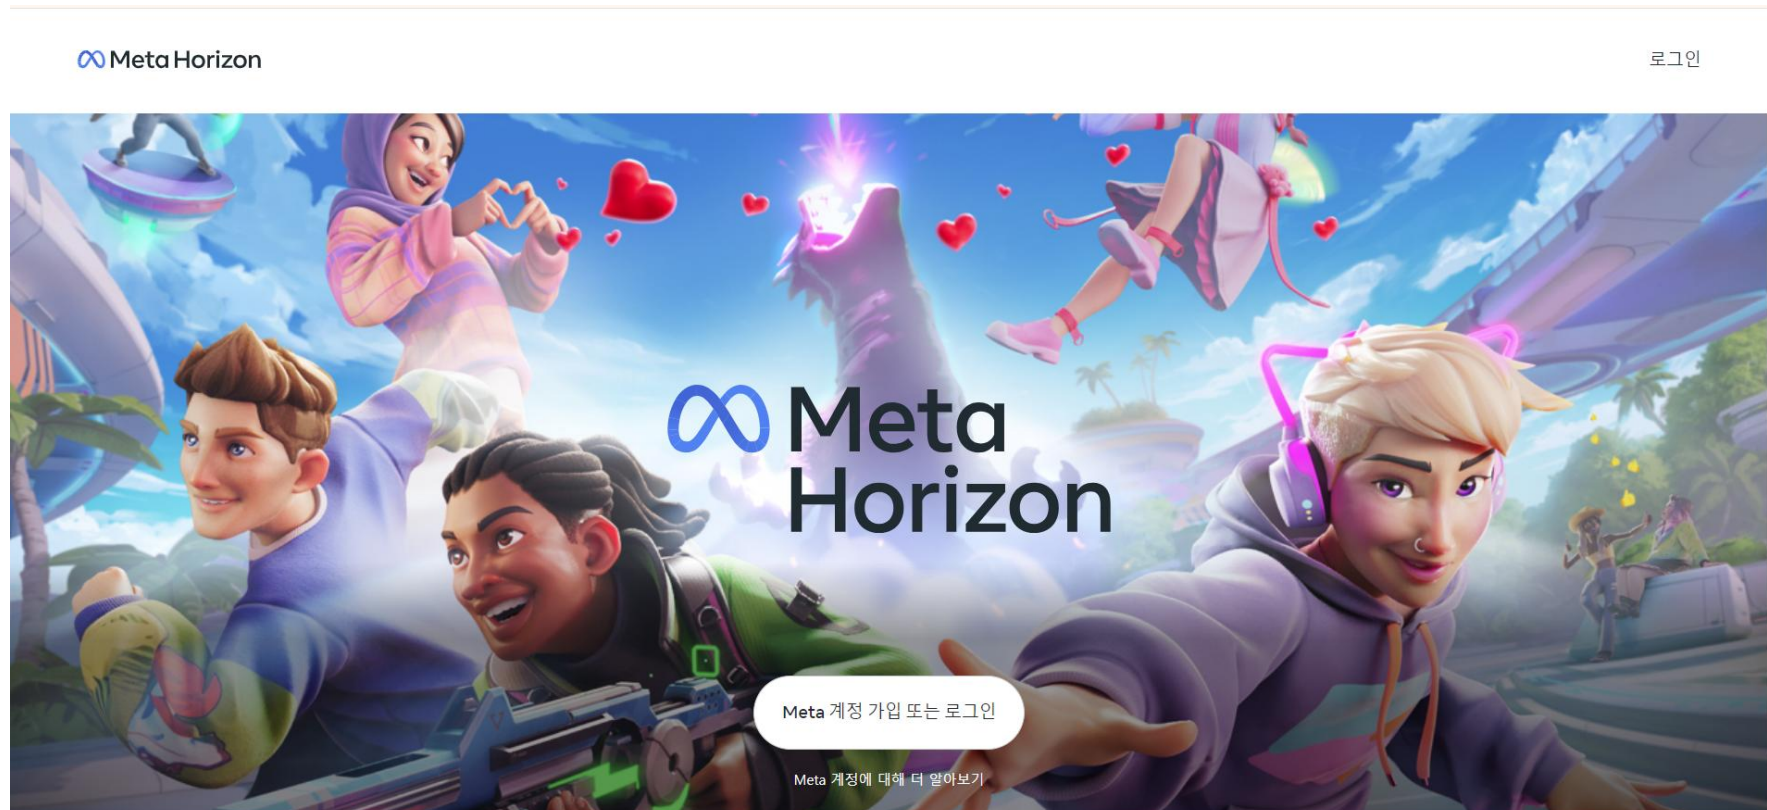 Meta Horizon
로그인
Meta
Horizon
Meta 계정 가입 또는 로그인
Meta 계정에 대해 더 알아보기